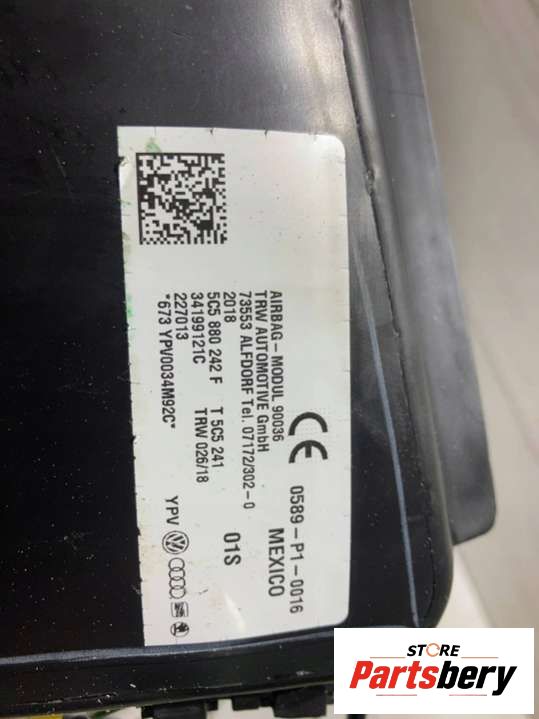 AIRBAG-MODUL 90036
TRW AUTOMOTIVE GmbH
73553 ALFDORF Tel. 07172/302-0
2018
5C5 880 242 F T 5C5 241
34199121C TRW 026/18
227013
*673 YPV0034M92C*
CE 0589-P1-0016
MEXICO
01S
YPV
STORE
Partsbery